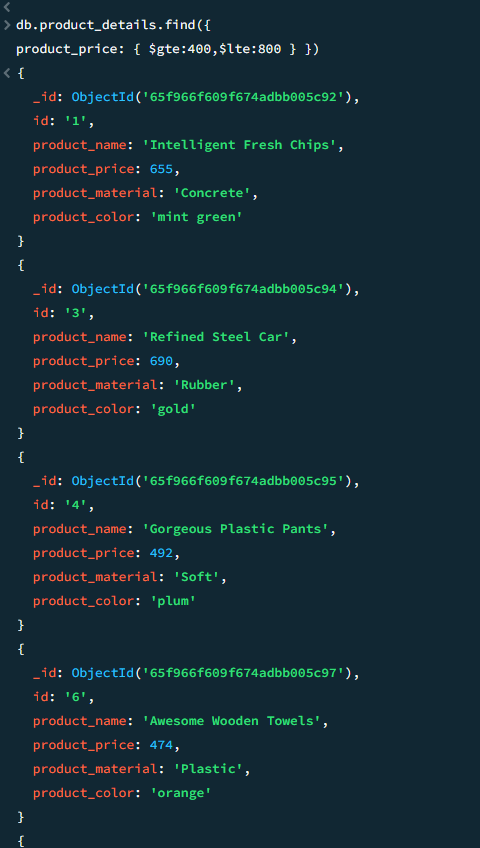 db.product_details.find({
product_price: { $gte:400,$lte:800 } })
{
_id: ObjectId('65f966f609f674adbb005c92'),
id: '1',
product_name: 'Intelligent Fresh Chips',
product_price: 655,
product_material: 'Concrete',
product_color: 'mint green'
}
{
_id: ObjectId('65f966f609f674adbb005c94'),
id: '3',
product_name: 'Refined Steel Car',
product_price: 690,
product_material: 'Rubber',
product_color: 'gold'
}
{
_id: ObjectId('65f966f609f674adbb005c95'),
id: '4',
product_name: 'Gorgeous Plastic Pants',
product_price: 492,
product_material: 'Soft',
product_color: 'plum'
}
{
_id: ObjectId('65f966f609f674adbb005c97'),
id: '6',
product_name: 'Awesome Wooden Towels',
product_price: 474,
product_material: 'Plastic',
product_color: 'orange'
}
{